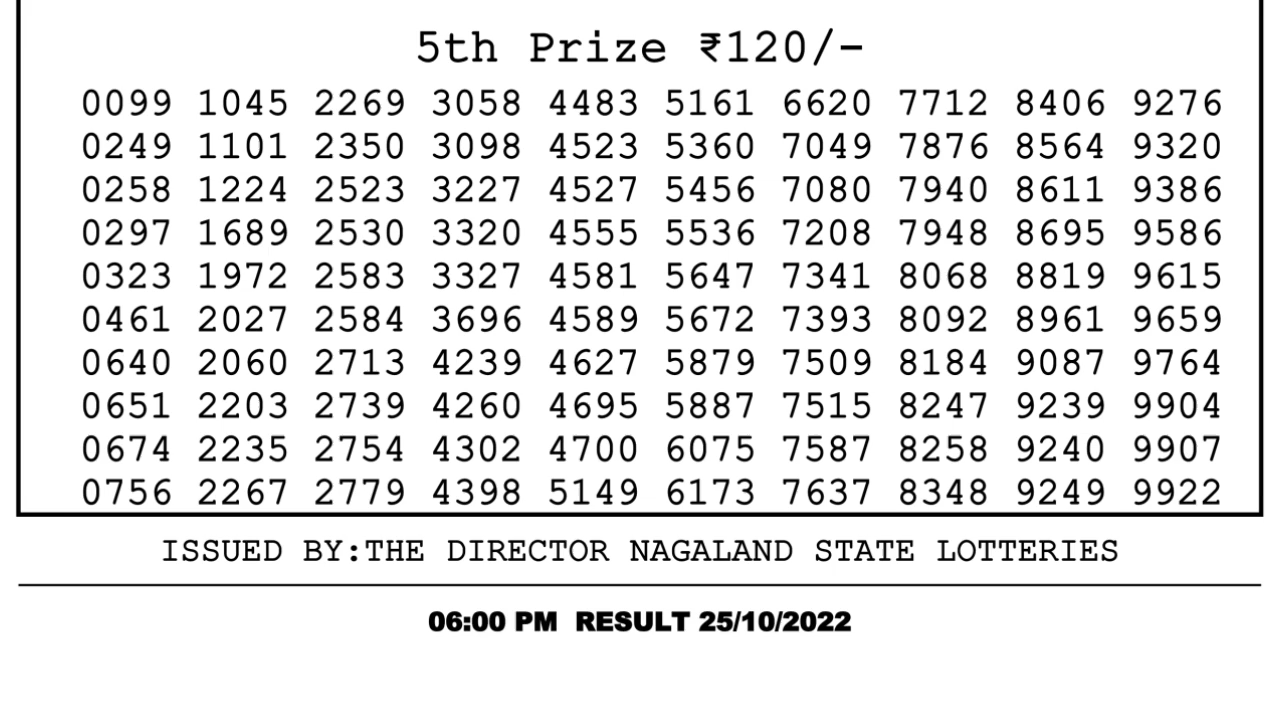 5th Prize ₹120/-
0099 1045 2269 3058 4483 5161 6620 7712 8406 9276
0249 1101 2350 3098 4523 5360 7049 7876 8564 9320
0258 1224 2523 3227 4527 5456 7080 7940 8611 9386
0297 1689 2530 3320 4555 5536 7208 7948 8695 9586
0323 1972 2583 3327 4581 5647 7341 8068 8819 9615
0461 2027 2584 3696 4589 5672 7393 8092 8961 9659
0640 2060 2713 4239 4627 5879 7509 8184 9087 9764
0651 2203 2739 4260 4695 5887 7515 8247 9239 9904
0674 2235 2754 4302 4700 6075 7587 8258 9240 9907
0756 2267 2779 4398 5149 6173 7637 8348 9249 9922
ISSUED BY:THE DIRECTOR NAGALAND STATE LOTTERIES
06:00 PM RESULT 25/10/2022